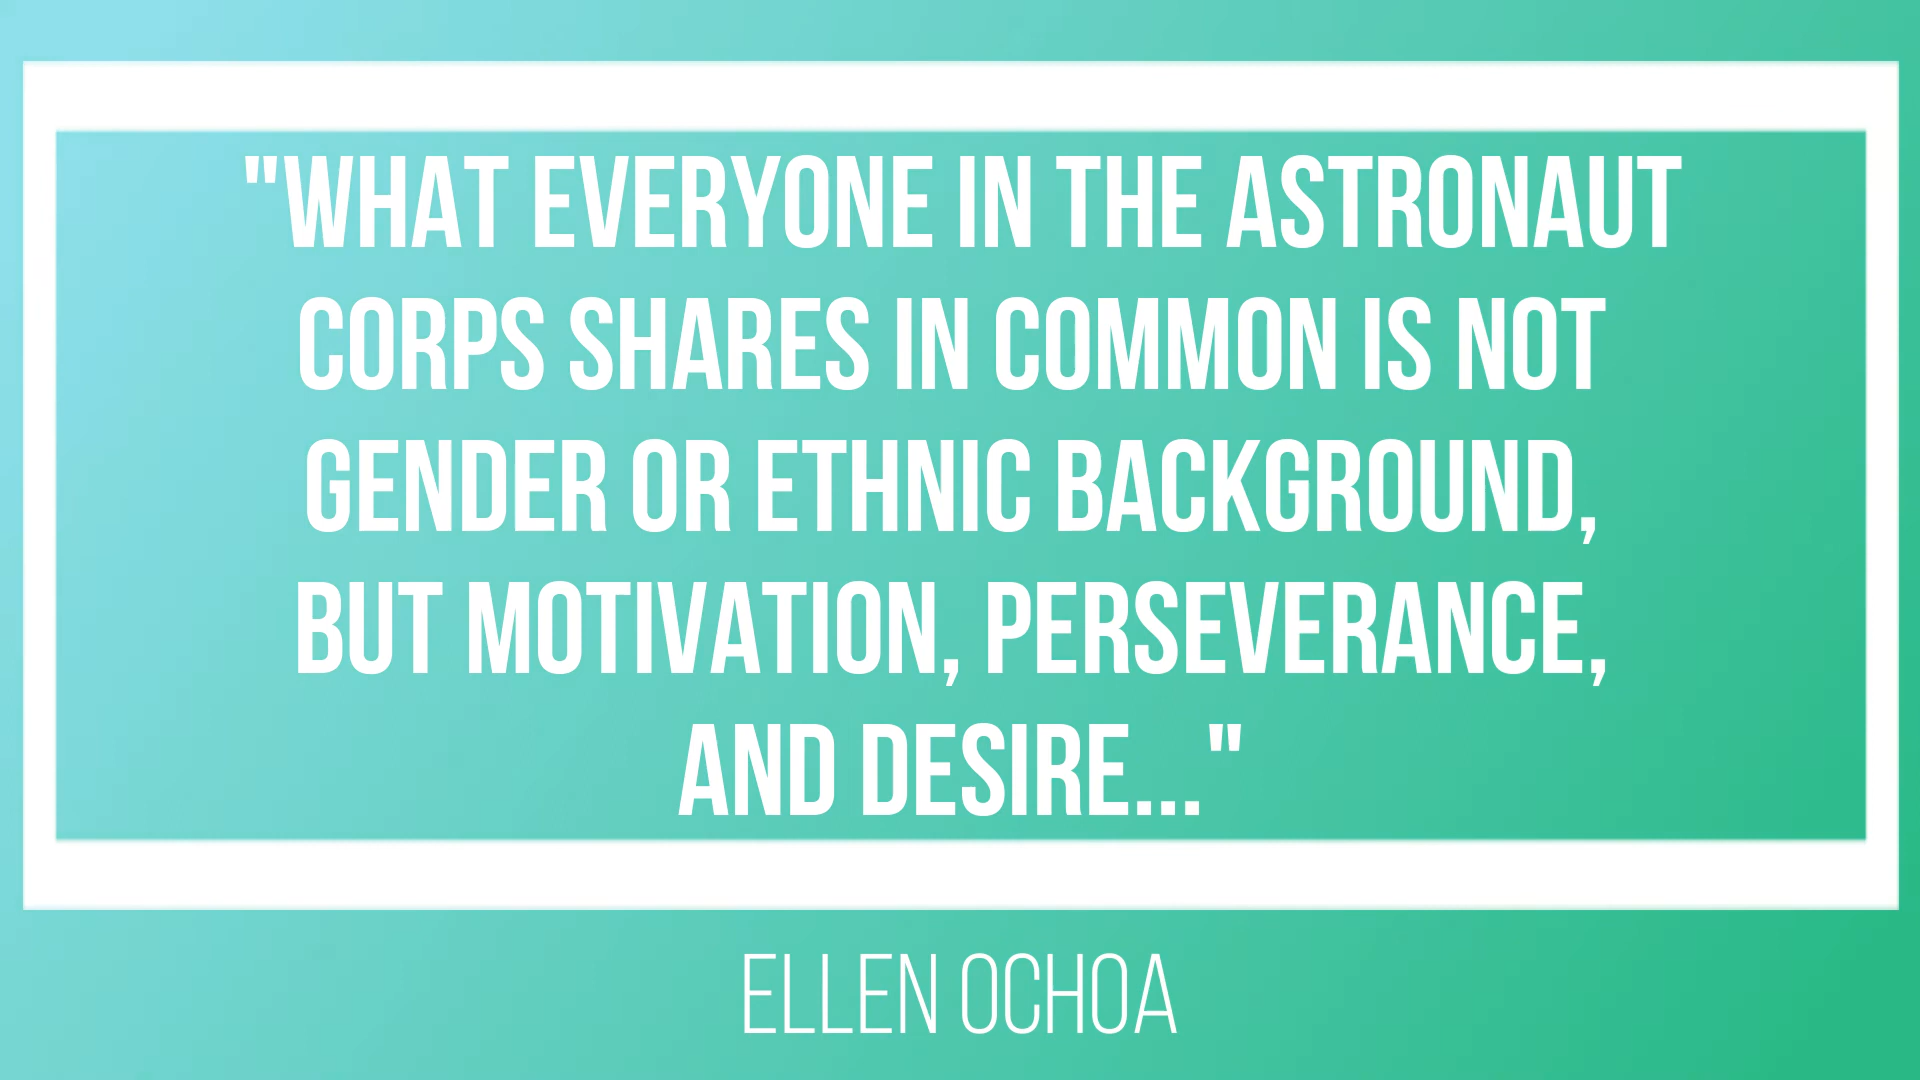 "WHAT EVERYONE IN THE ASTRONAUT
CORPS SHARES IN COMMON IS NOT
GENDER OR ETHNIC BACKGROUND,
BUT MOTIVATION, PERSEVERANCE,
AND DESIRE..."
ELLEN OCHOA